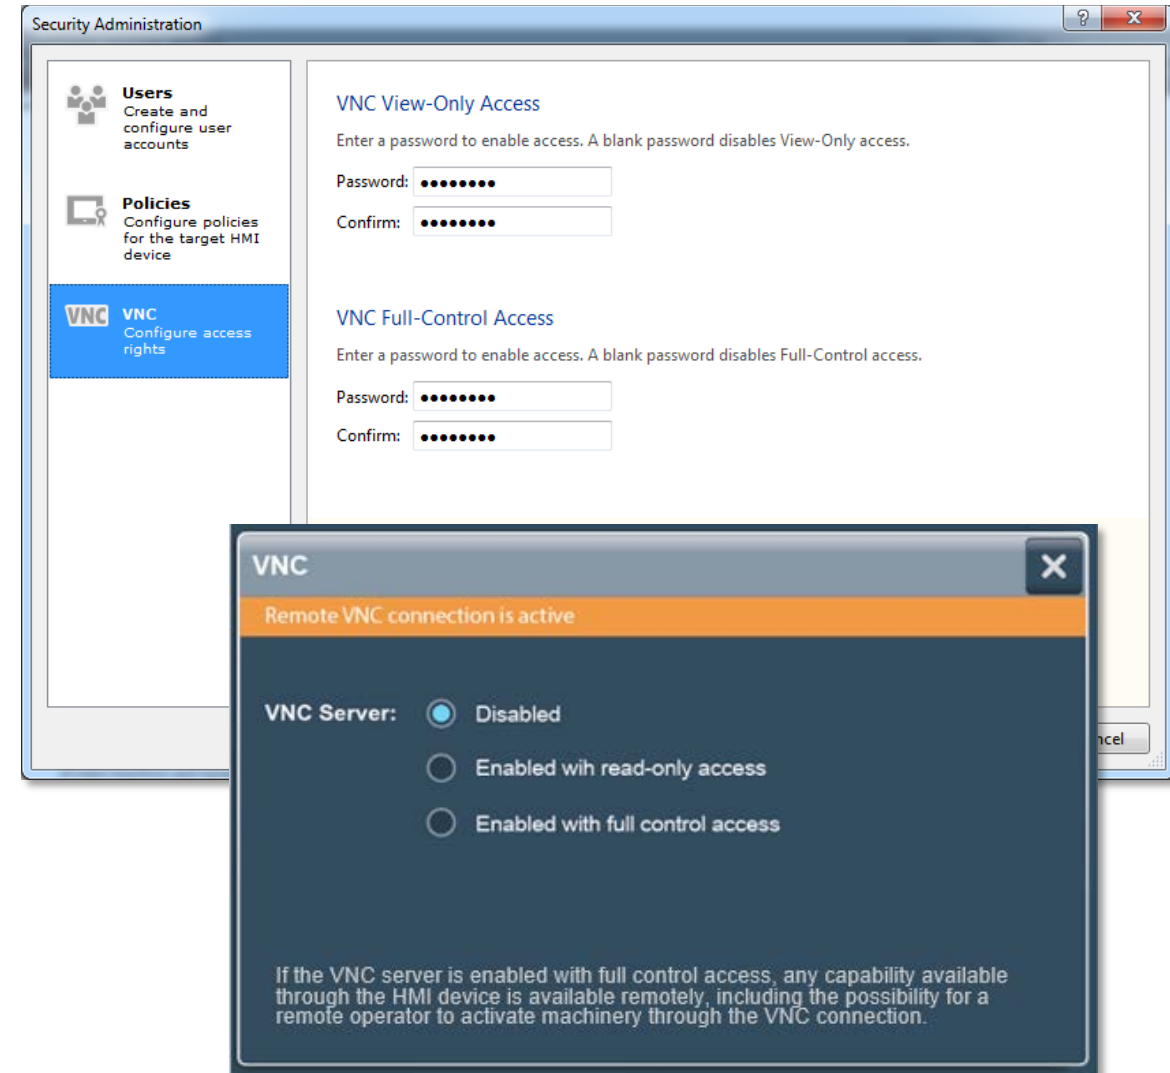 Security Administration
?
x
Users
Create and
configure user
accounts
Policies
Configure policies
for the target HMI
device
VNC
VNC
Configure access
rights
VNC View-Only Access
Enter a password to enable access. A blank password disables View-Only access.
Password: ●●●●●●●●
Confirm: ●●●●●●●●
VNC Full-Control Access
Enter a password to enable access. A blank password disables Full-Control access.
Password: ●●●●●●●●
Confirm: ●●●●●●●●
ncel
VNC
Remote VNC connection is active
VNC Server:
Disabled
Enabled wih read-only access
Enabled with full control access
If the VNC server is enabled with full control access, any capability available
through the HMI device is available remotely, including the possibility for a
remote operator to activate machinery through the VNC connection.